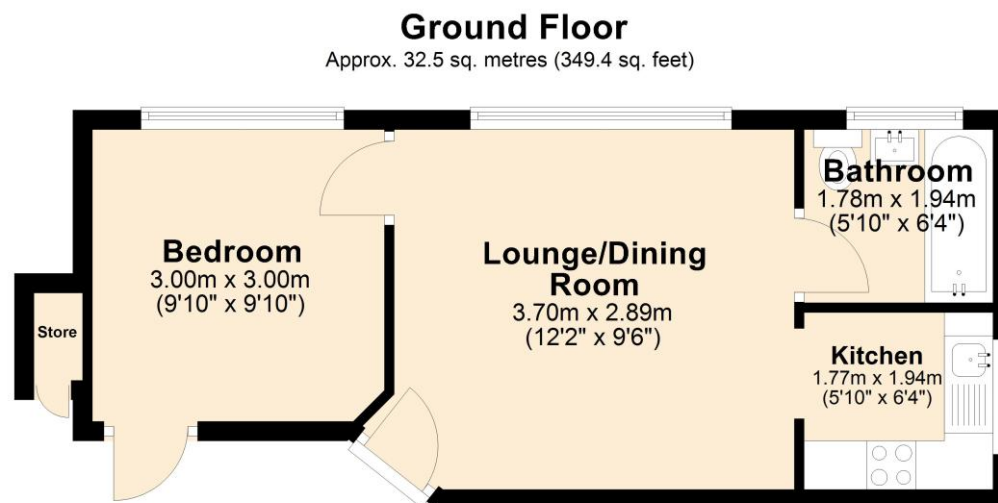 Ground Floor
Approx. 32.5 sq. metres (349.4 sq. feet)
Bedroom
3.00m x 3.00m
(9'10" x 9'10")
Lounge/Dining
Room
3.70m x 2.89m
(12'2" x 9'6")
Bathroom
1.78m x 1.94m
(5'10" x 6'4")
Store
Kitchen
1.77m x 1.94m
(5'10" x 6'4")